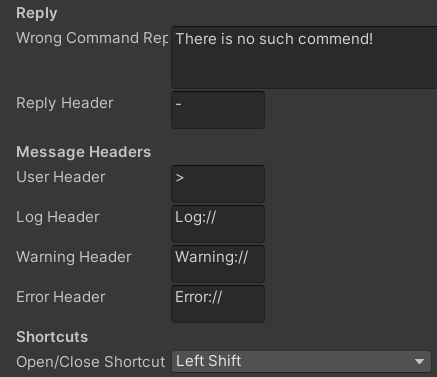 Reply
Wrong Command Rep There is no such commend!
Reply Header -
Message Headers
User Header >
Log Header Log://
Warning Header Warning://
Error Header Error://
Shortcuts
Open/Close Shortcut Left Shift